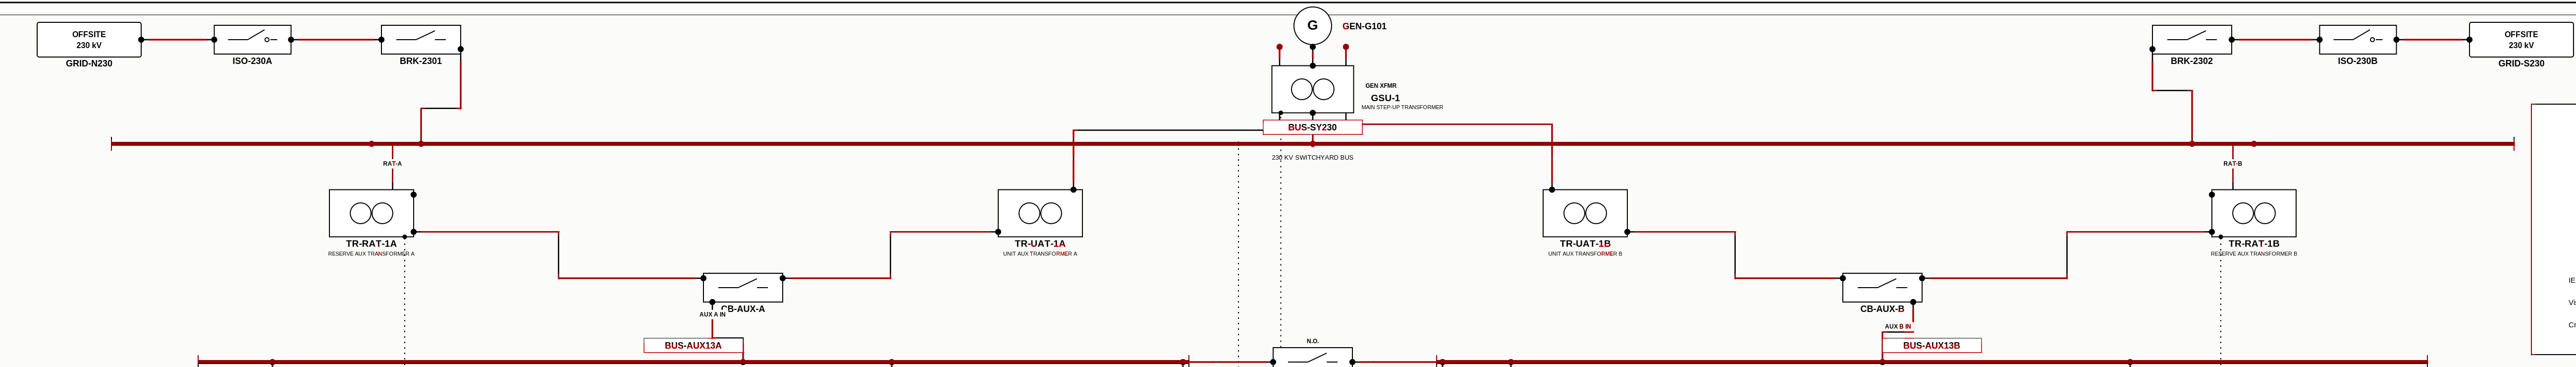 OFFSITE
230 kV
GRID-N230
ISO-230A
BRK-2301
G
GEN-G101
GEN XFMR
GSU-1
MAIN STEP-UP TRANSFORMER
BRK-2302
ISO-230B
OFFSITE
230 kV
GRID-S230
BUS-SY230
230 KV SWITCHYARD BUS
RAT-A
RAT-B
TR-RAT-1A
RESERVE AUX TRANSFORMER A
TR-UAT-1A
UNIT AUX TRANSFORMER A
TR-UAT-1B
UNIT AUX TRANSFORMER B
TR-RAT-1B
RESERVE AUX TRANSFORMER B
CB-AUX-A
AUX A IN
CB-AUX-B
AUX B IN
BUS-AUX13A
N.O.
BUS-AUX13B
IE
Vis